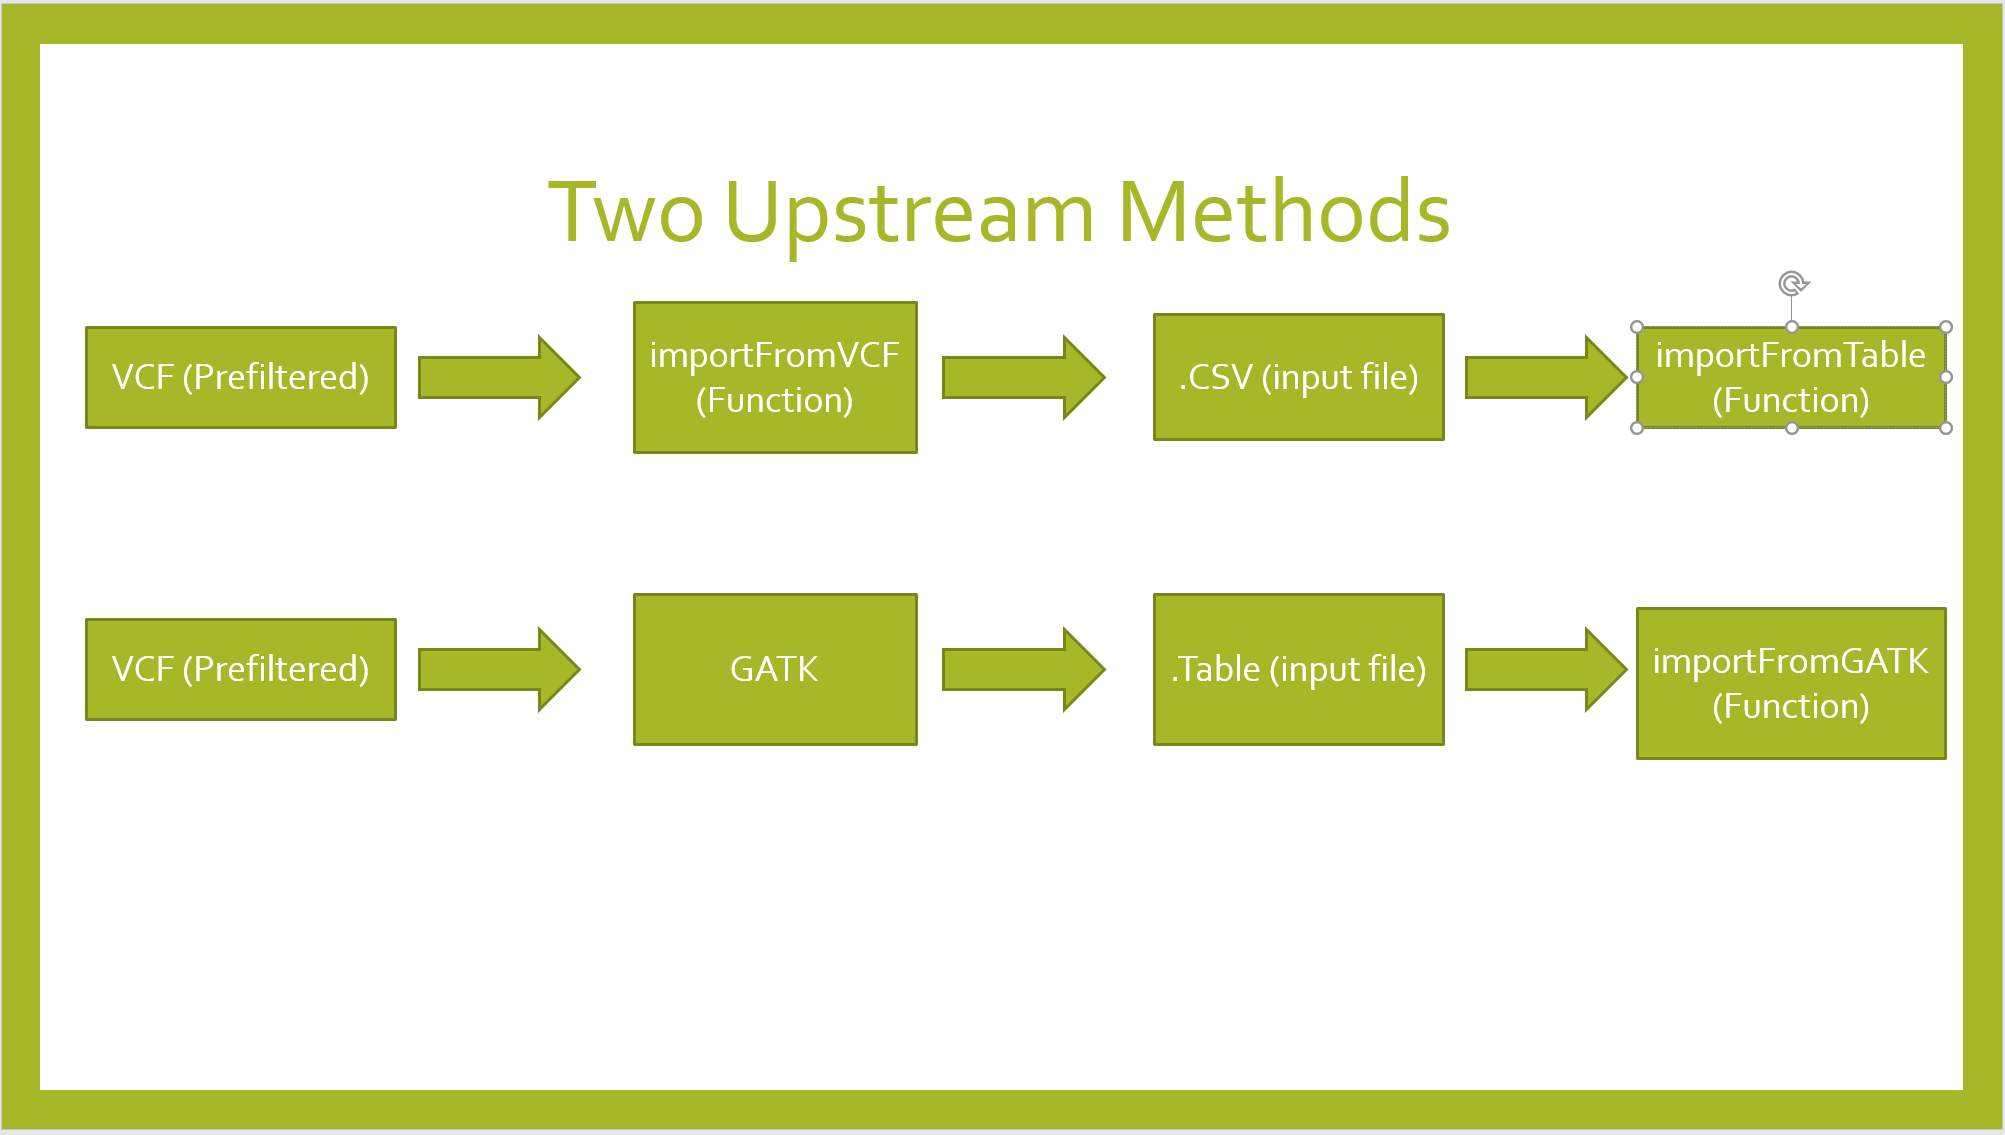 Two Upstream Methods
VCF (Prefiltered)
importFromVCF
(Function)
.CSV (input file)
importFromTable
(Function)
VCF (Prefiltered)
GATK
.Table (input file)
importFromGATK
(Function)